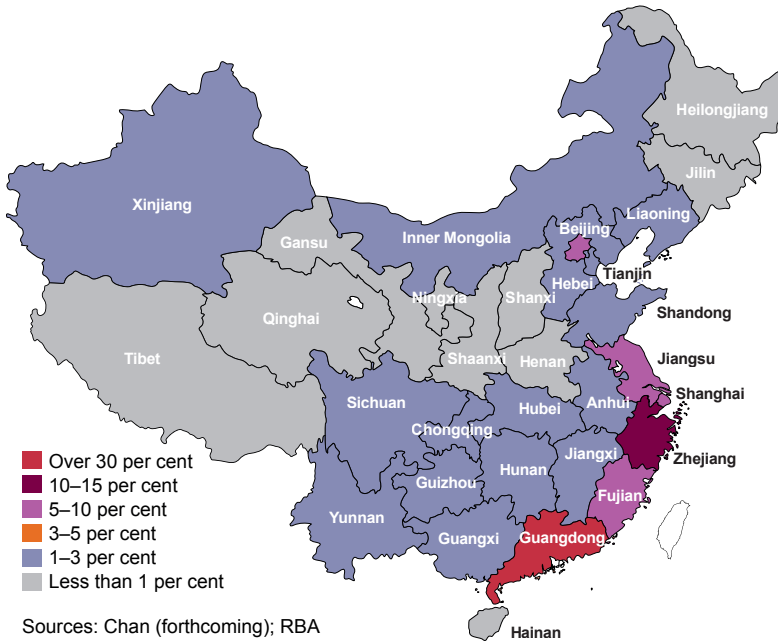 Heilongjiang
Jilin
Xinjiang
Liaoning
Beijing
Inner Mongolia
Gansu
Tianjin
Hebei
Ningxia
Shanxi
Shandong
Qinghai
Tibet
Shaanxi
Henan
Jiangsu
Shanghai
Sichuan
Hubei
Anhui
Chongqing
Zhejiang
Jiangxi
Hunan
Guizhou
Fujian
Yunnan
Guangxi
Guangdong
Over 30 per cent
10–15 per cent
5–10 per cent
3–5 per cent
1–3 per cent
Less than 1 per cent
Sources: Chan (forthcoming); RBA
Hainan